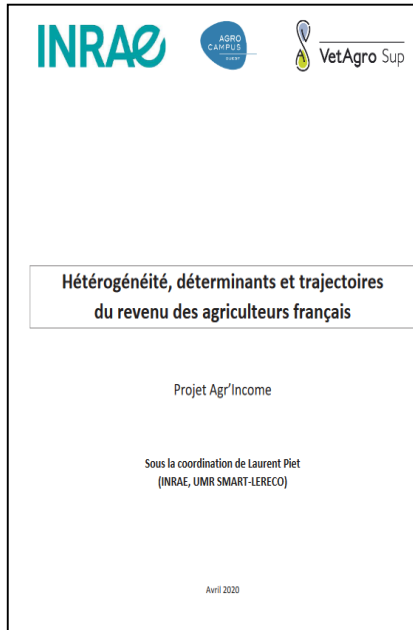 INRAE
AGRO
CAMPUS
OUEST
VetAgro Sup
Hétérogénéité, déterminants et trajectoires
du revenu des agriculteurs français
Projet Agr'Income
Sous la coordination de Laurent Piet
(INRAE, UMR SMART-LERECO)
Avril 2020